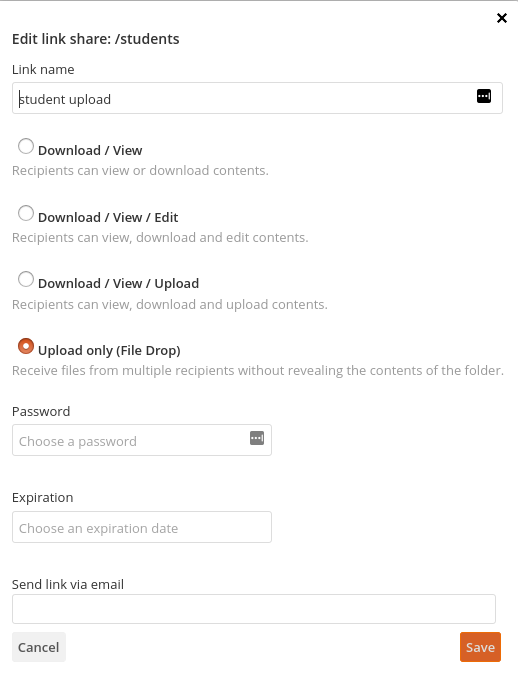 ×
Edit link share: /students
Link name
student upload
Download / View
Recipients can view or download contents.
Download / View / Edit
Recipients can view, download and edit contents.
Download / View / Upload
Recipients can view, download and upload contents.
Upload only (File Drop)
Receive files from multiple recipients without revealing the contents of the folder.
Password
Choose a password
Expiration
Choose an expiration date
Send link via email
Cancel
Save